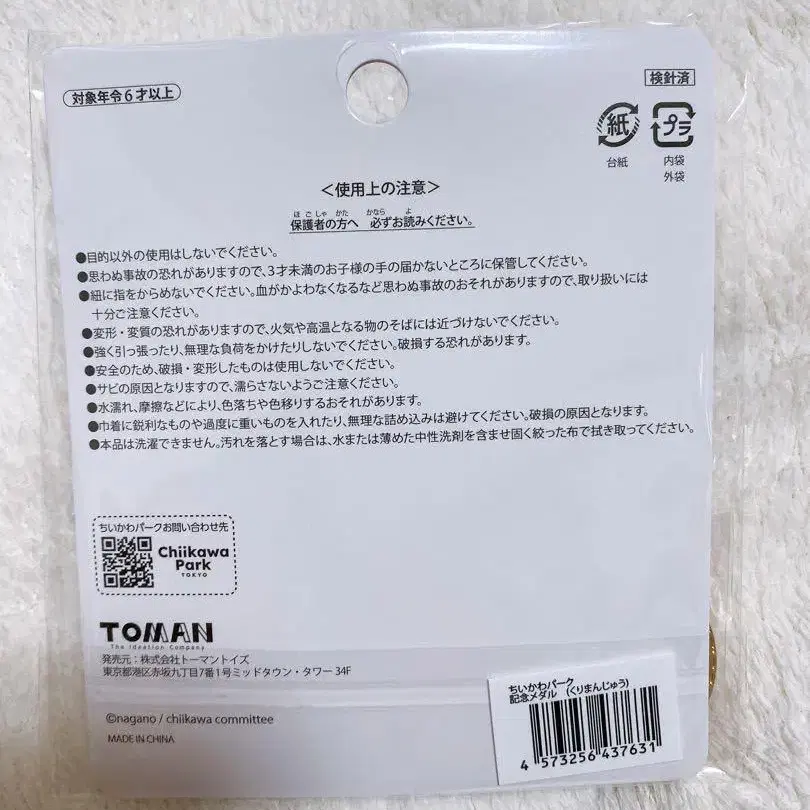 対象年令6才以上
検針済
紙
プラ
台紙
内袋
外袋
＜使用上の注意＞
ほごしゃ かた かなら よ
保護者の方へ 必ずお読みください。
●目的以外の使用はしないでください。
●思わぬ事故の恐れがありますので、3才未満のお子様の手の届かないところに保管してください。
●紐に指をからめないでください。血がかよわなくなるなど思わぬ事故のおそれがありますので、取り扱いには
十分ご注意ください。
●変形・変質の恐れがありますので、火気や高温となる物のそばには近づけないでください。
●強く引っ張ったり、無理な負荷をかけたりしないでください。破損する恐れがあります。
●安全のため、破損・変形したものは使用しないでください。
●サビの原因となりますので、濡らさないようご注意ください。
●水濡れ、摩擦などにより、色落ちや色移りするおそれがあります。
●巾着に鋭利なものや過度に重いものを入れたり、無理な詰め込みは避けてください。破損の原因となります。
●本品は洗濯できません。汚れを落とす場合は、水または薄めた中性洗剤を含ませ固く絞った布で拭き取ってください。
ちいかわパークお問い合わせ先
Chiikawa
Park
TOKYO
TOMAN
The Ideation Company
発売元：株式会社トーマントイズ
東京都港区赤坂九丁目7番1号ミッドタウン・タワー 34F
©nagano / chiikawa committee
MADE IN CHINA
ちいかわパーク
記念メダル （くりまんじゅう）
4 573256 437631